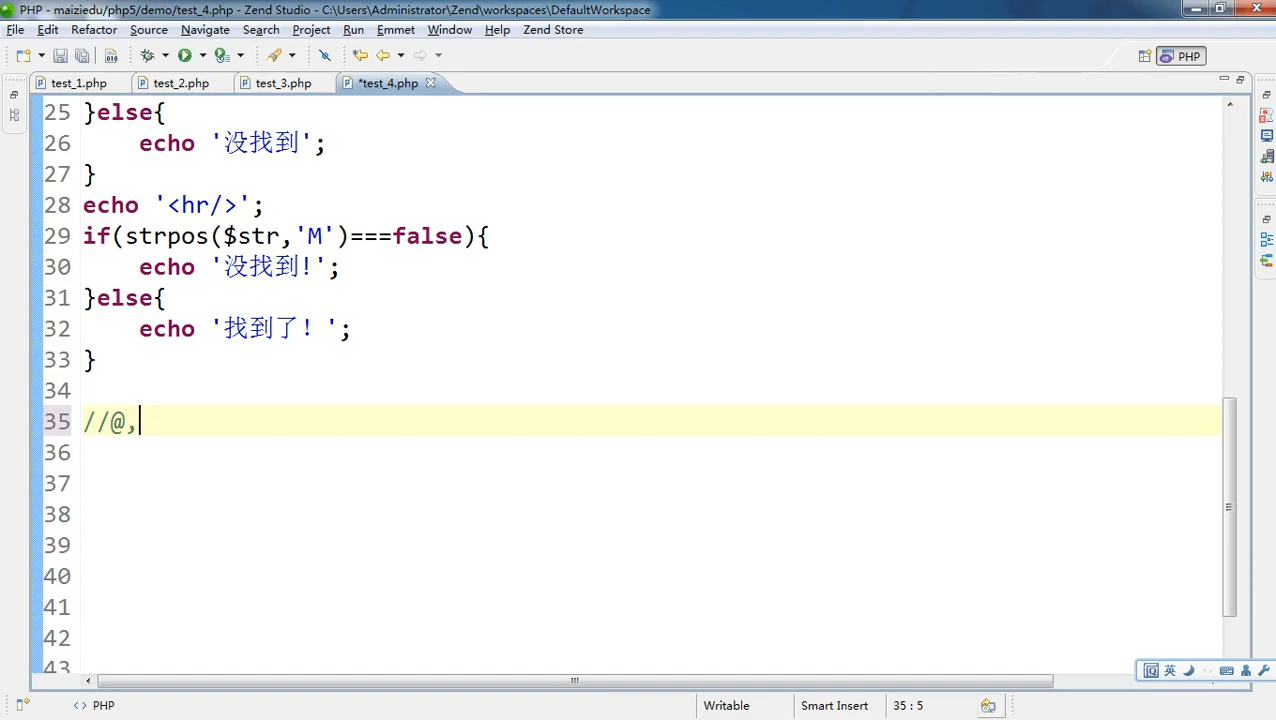 PHP - maiziedu/php5/demo/test_4.php - Zend Studio - C:\Users\Administrator\Zend\workspaces\DefaultWorkspace
File Edit Refactor Source Navigate Search Project Run Emmet Window Help Zend Store
PHP
test_1.php test_2.php test_3.php *test_4.php
25 }else{
26 echo '没找到';
27 }
28 echo '<hr/>';
29 if(strpos($str,'M')===false){
30 echo '没找到!';
31 }else{
32 echo '找到了！';
33 }
34
35 //@,
36
37
38
39
40
41
42
43
英
PHP Writable Smart Insert 35 : 5